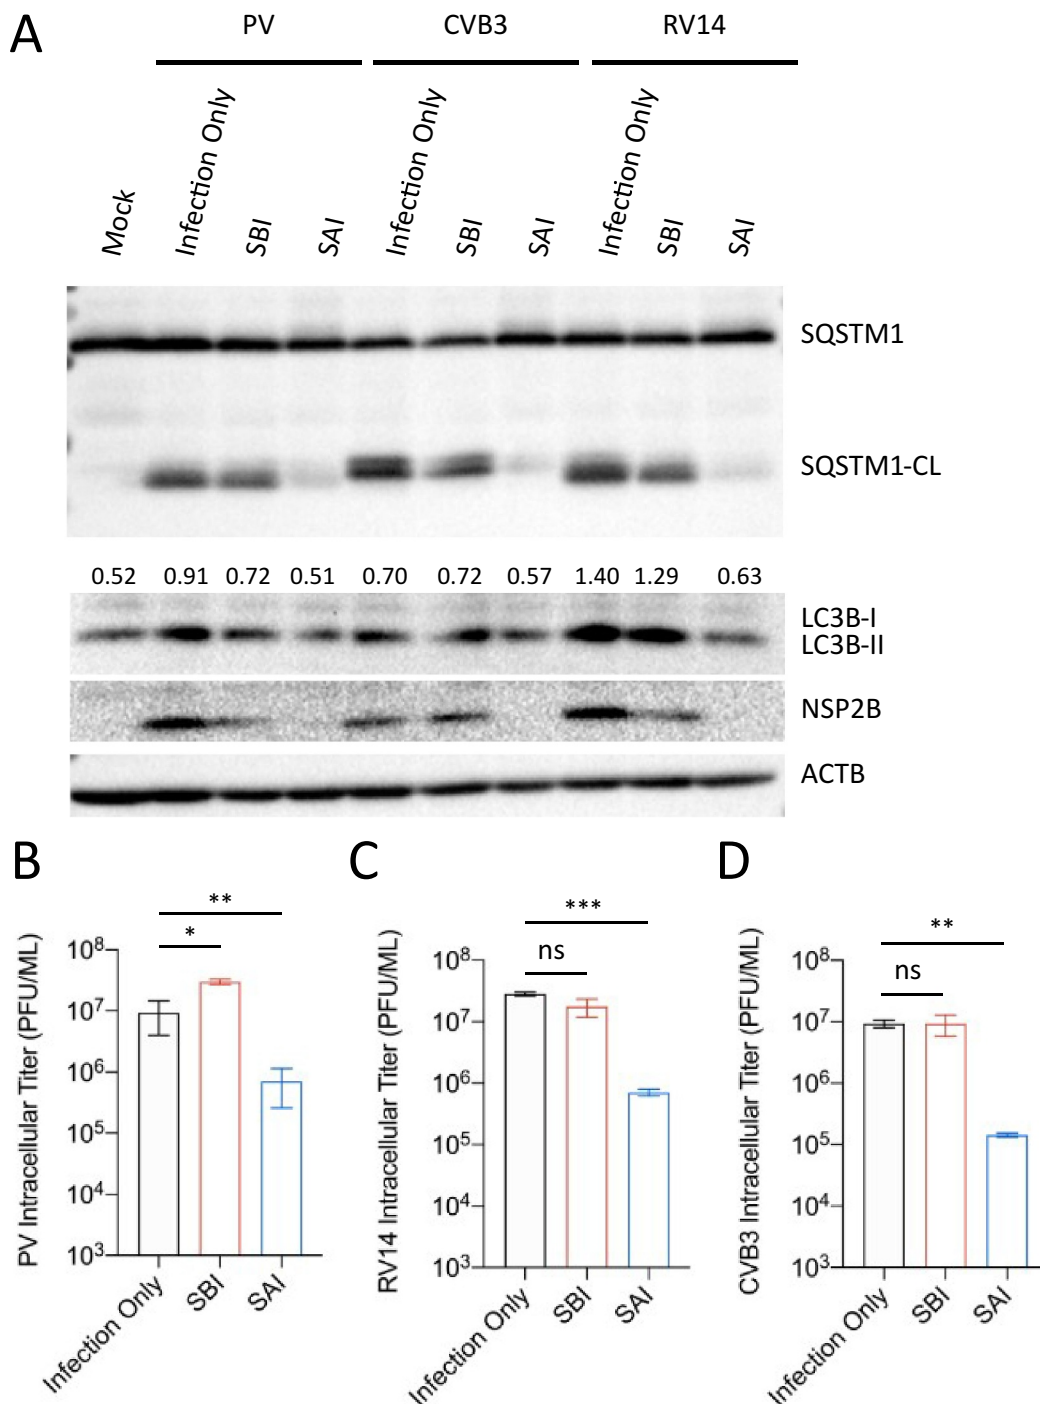 A
PV CVB3 RV14
Mock Infection Only SBI SAI Infection Only SBI SAI Infection Only SBI SAI
SQSTM1
SQSTM1-CL
0.52 0.91 0.72 0.51 0.70 0.72 0.57 1.40 1.29 0.63
LC3B-I
LC3B-II
NSP2B
ACTB
B
**
*
PV Intracellular Titer (PFU/ML)
10⁸
10⁷
10⁶
10⁵
10⁴
10³
Infection Only SBI SAI
C
***
ns
RV14 Intracellular Titer (PFU/ML)
10⁸
10⁷
10⁶
10⁵
10⁴
10³
Infection Only SBI SAI
D
**
ns
CVB3 Intracellular Titer (PFU/ML)
10⁸
10⁷
10⁶
10⁵
10⁴
10³
Infection Only SBI SAI